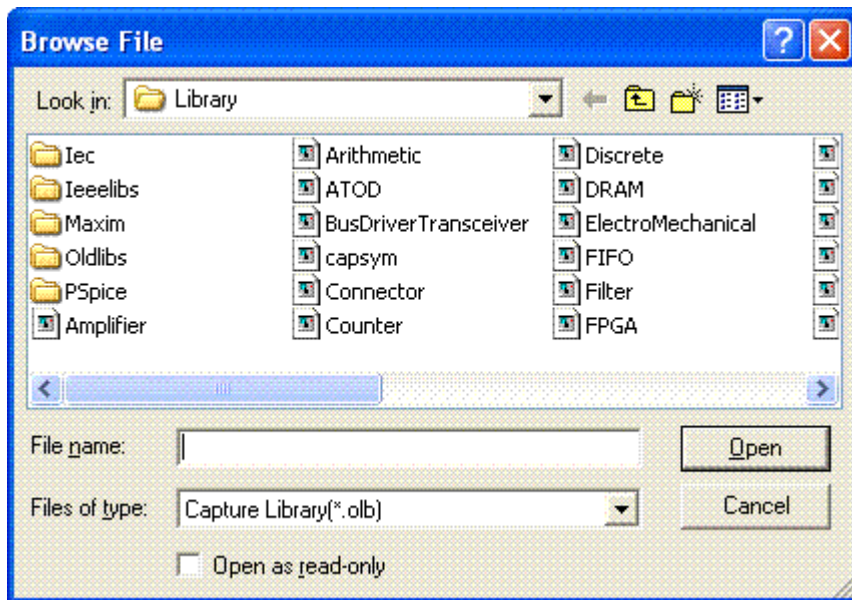 Browse File
Look in: Library
Iec Arithmetic Discrete
Ieeelibs ATOD DRAM
Maxim BusDriverTransceiver ElectroMechanical
Oldlibs capsym FIFO
PSpice Connector Filter
Amplifier Counter FPGA
File name: Open
Files of type: Capture Library(*.olb) Cancel
Open as read-only